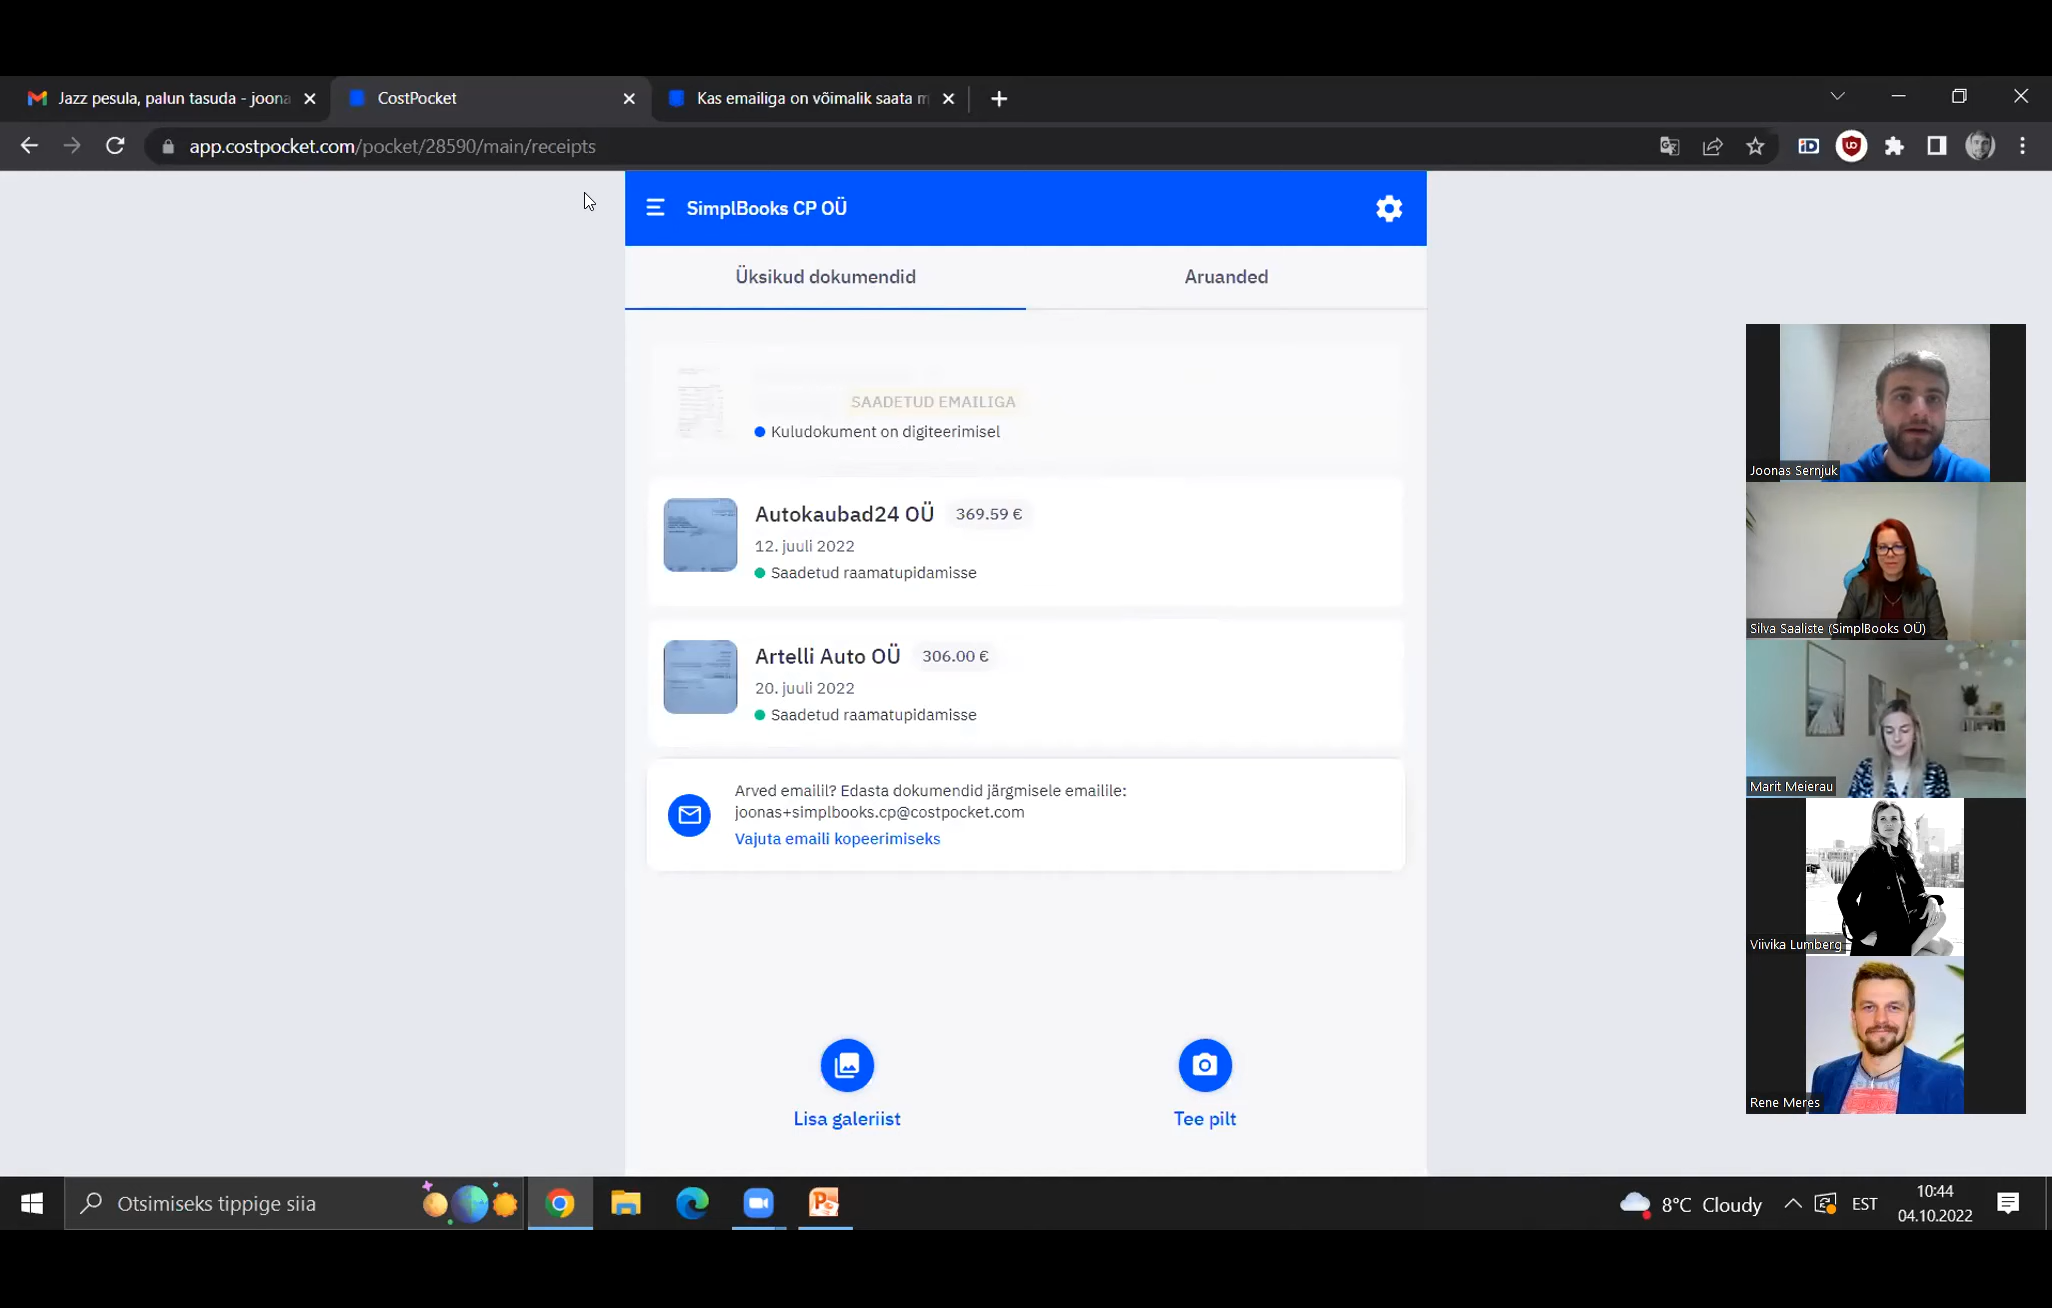 Jazz pesula, palun tasuda - joona
CostPocket
Kas emailiga on võimalik saata m
app.costpocket.com/pocket/28590/main/receipts
SimplBooks CP OÜ
Üksikud dokumendid
Aruanded
SAADETUD EMAILIGA
Kuludokument on digiteerimisel
Autokaubad24 OÜ 369.59 €
12. juuli 2022
Saadetud raamatupidamisse
Artelli Auto OÜ 306.00 €
20. juuli 2022
Saadetud raamatupidamisse
Arved emailil? Edasta dokumendid järgmisele emailile:
joonas+simplbooks.cp@costpocket.com
Vajuta emaili kopeerimiseks
Lisa galeriist
Tee pilt
Joonas Sernjuk
Silva Saaliste (SimplBooks OÜ)
Marit Meierau
Viivika Lumberg
Rene Meres
Otsimiseks tippige siia
8°C Cloudy
EST
10:44
04.10.2022